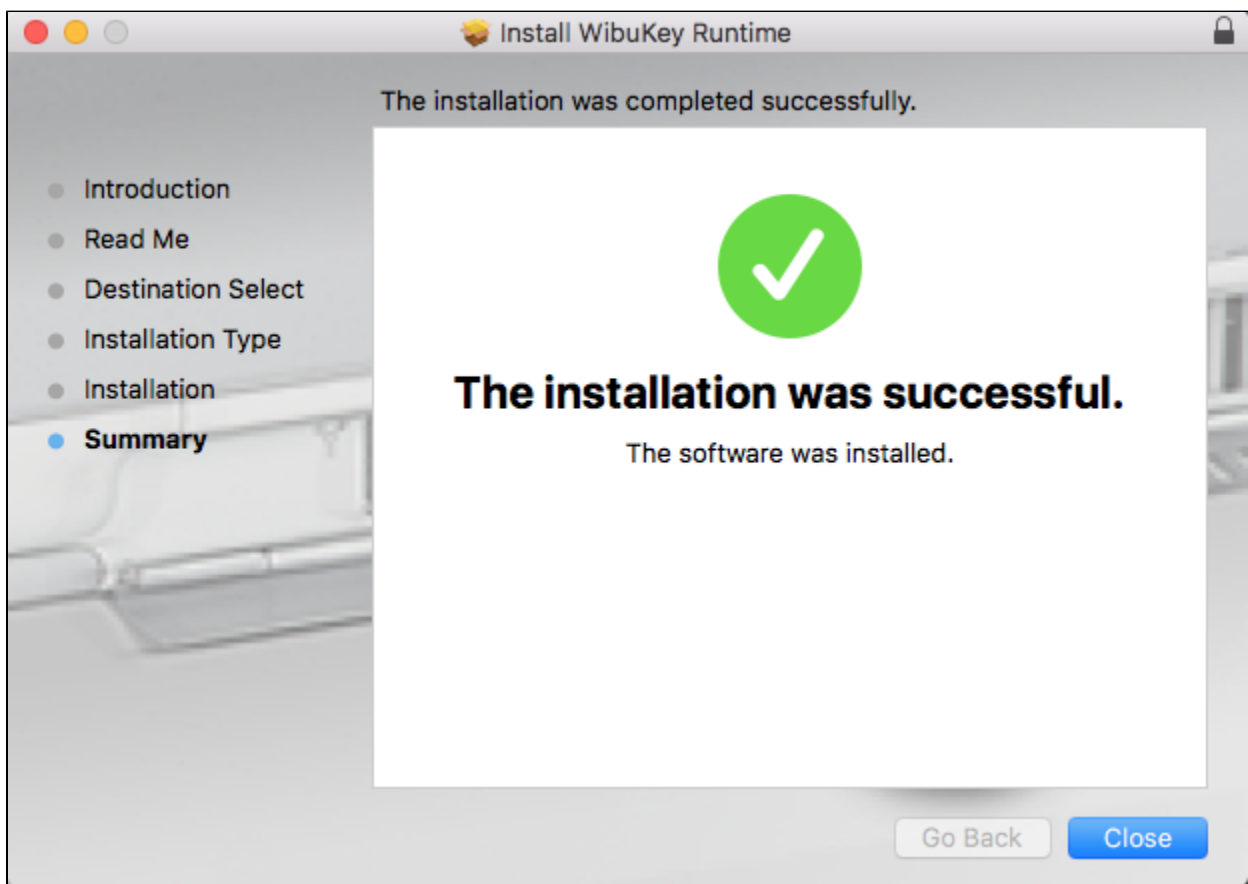 Install WibuKey Runtime
The installation was completed successfully.
Introduction
Read Me
Destination Select
Installation Type
Installation
Summary
The installation was successful.
The software was installed.
Go Back
Close